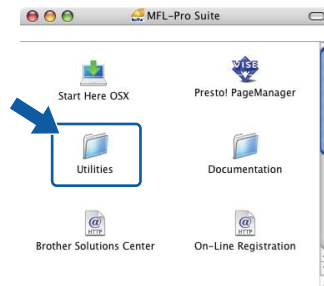 MFL-Pro Suite
Start Here OSX
Presto! PageManager
Utilities
Documentation
Brother Solutions Center
On-Line Registration